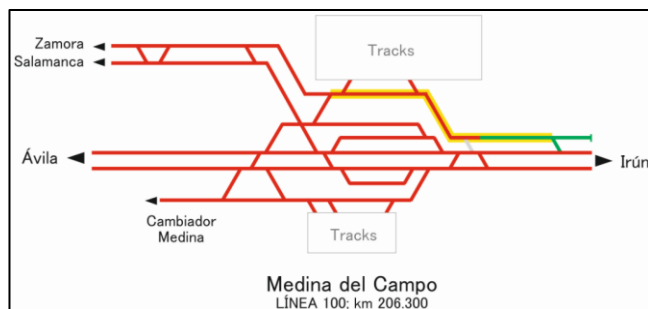 Zamora
Salamanca
Tracks
Ávila
Irún
Cambiador
Medina
Tracks
Medina del Campo
LÍNEA 100; km 206.300